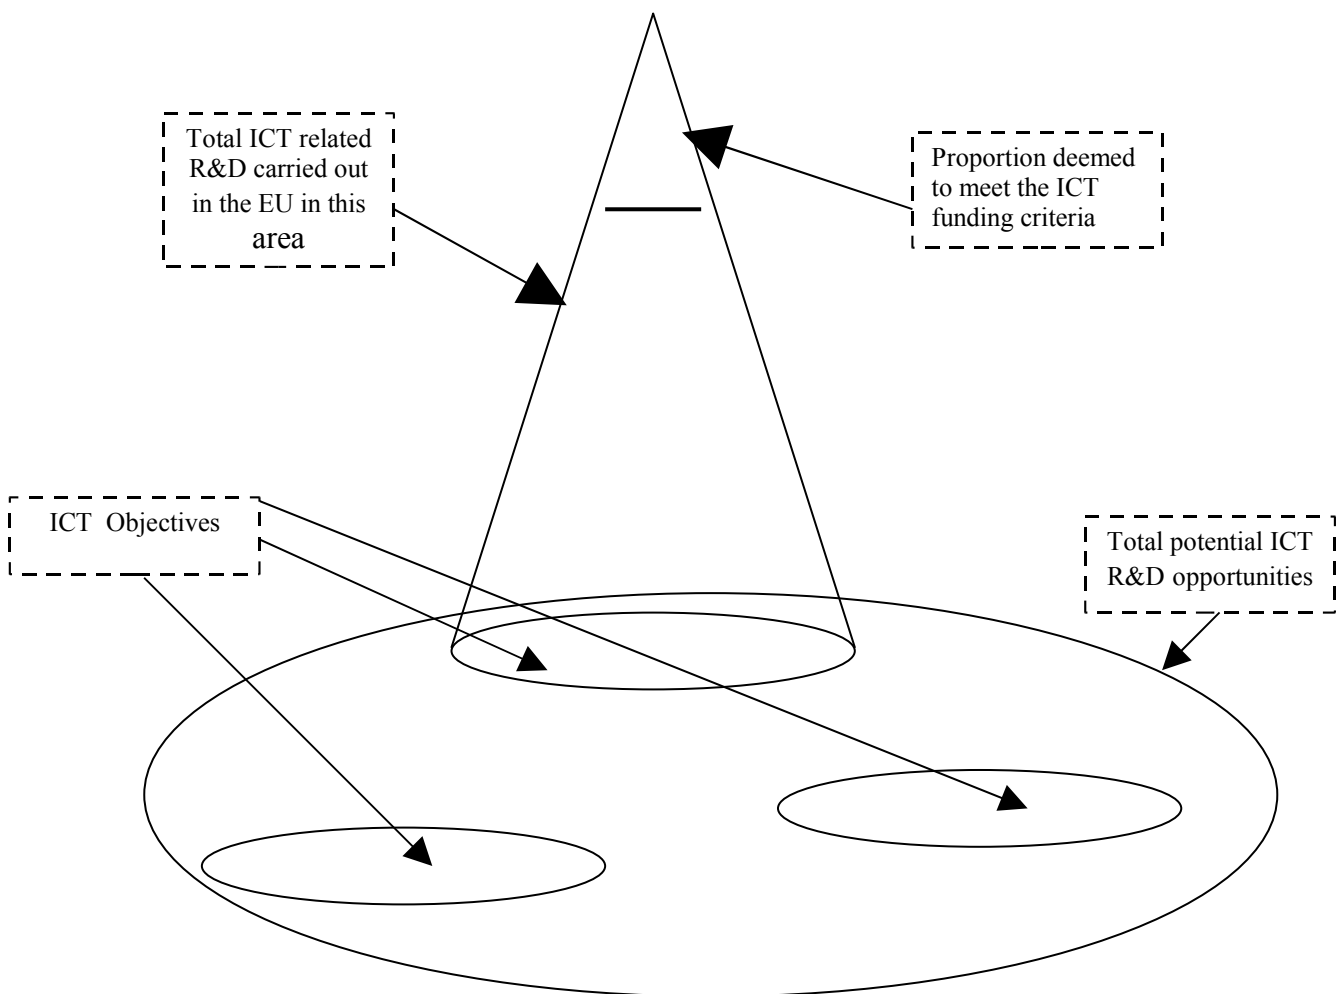 Total ICT related
R&D carried out
in the EU in this
area
Proportion deemed
to meet the ICT
funding criteria
ICT Objectives
Total potential ICT
R&D opportunities